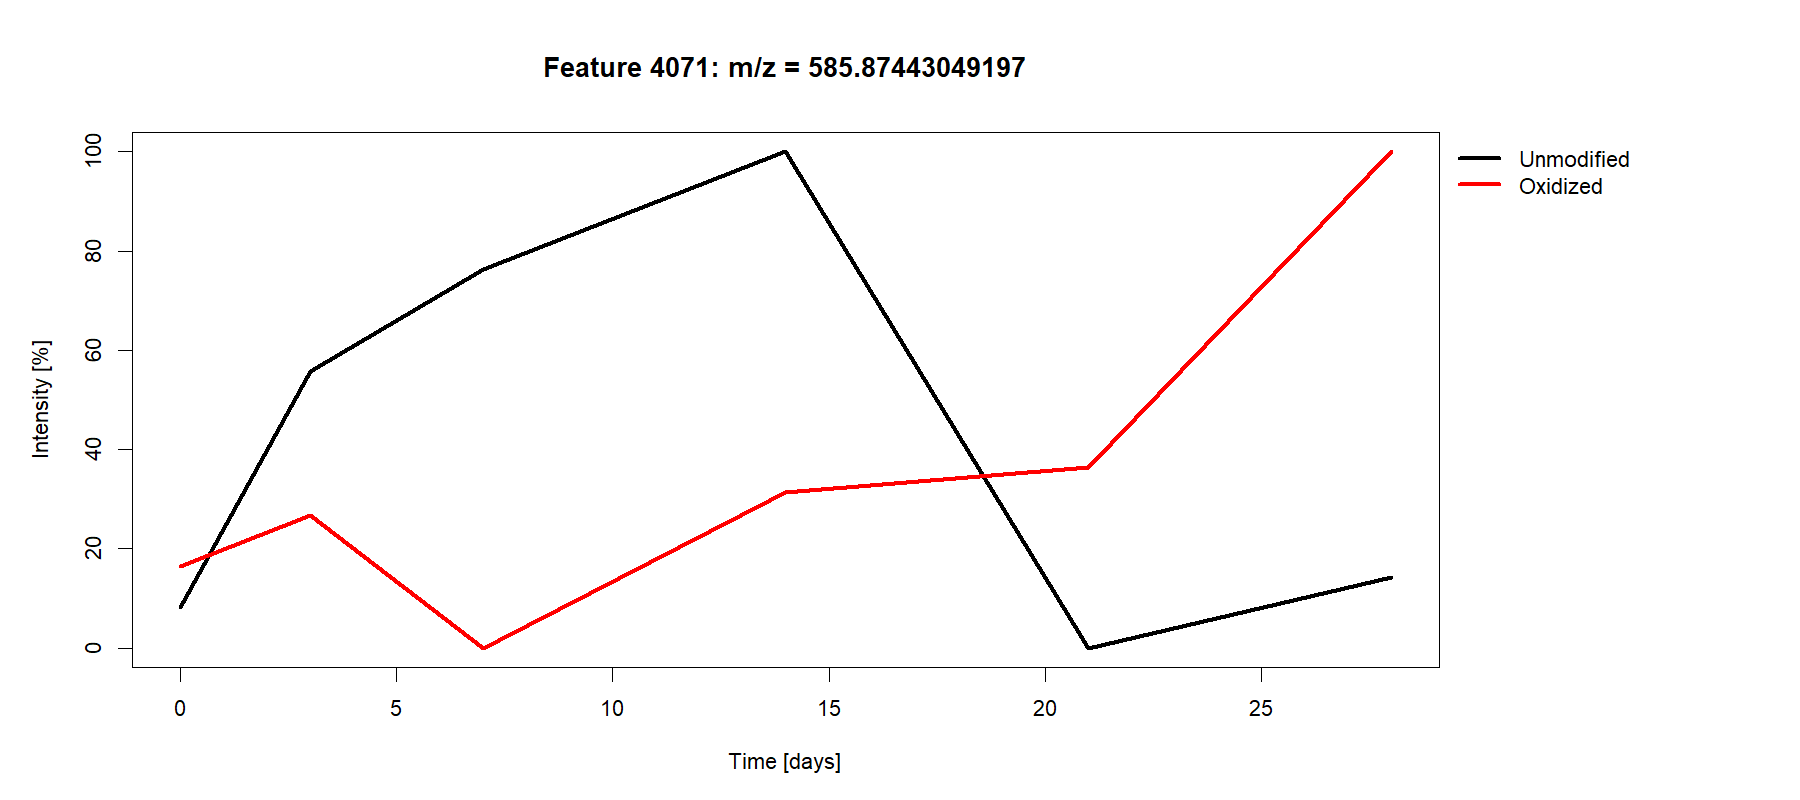 Feature 4071: m/z = 585.87443049197
Unmodified
Oxidized
Intensity [%]
100
80
60
40
20
0
0 5 10 15 20 25
Time [days]